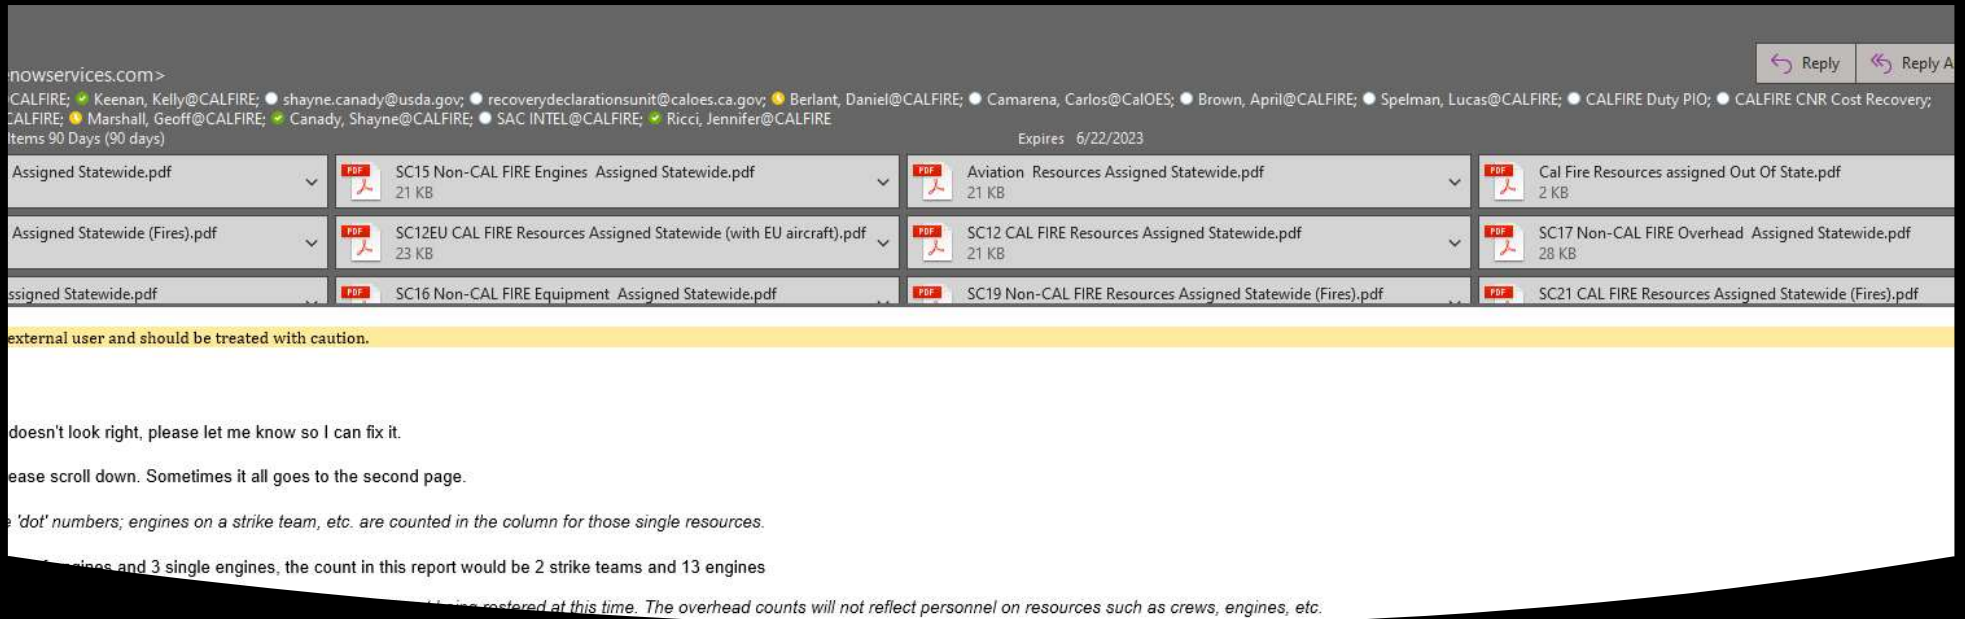 Reply
Reply A
nowservices.com>
CALFIRE; Keenan, Kelly@CALFIRE; shayne.canady@usda.gov; recoverydeclarationsunit@caloes.ca.gov; Berlant, Daniel@CALFIRE; Camarena, Carlos@CalOES; Brown, April@CALFIRE; Spelman, Lucas@CALFIRE; CALFIRE Duty PIO; CALFIRE CNR Cost Recovery;
CALFIRE; Marshall, Geoff@CALFIRE; Canady, Shayne@CALFIRE; SAC INTEL@CALFIRE; Ricci, Jennifer@CALFIRE
Items 90 Days (90 days) Expires 6/22/2023
Assigned Statewide.pdf
PDF SC15 Non-CAL FIRE Engines Assigned Statewide.pdf
21 KB
PDF Aviation Resources Assigned Statewide.pdf
21 KB
PDF Cal Fire Resources assigned Out Of State.pdf
2 KB
Assigned Statewide (Fires).pdf
PDF SC12EU CAL FIRE Resources Assigned Statewide (with EU aircraft).pdf
23 KB
PDF SC12 CAL FIRE Resources Assigned Statewide.pdf
21 KB
PDF SC17 Non-CAL FIRE Overhead Assigned Statewide.pdf
28 KB
ssigned Statewide.pdf
PDF SC16 Non-CAL FIRE Equipment Assigned Statewide.pdf
PDF SC19 Non-CAL FIRE Resources Assigned Statewide (Fires).pdf
PDF SC21 CAL FIRE Resources Assigned Statewide (Fires).pdf
external user and should be treated with caution.
doesn't look right, please let me know so I can fix it.
ease scroll down. Sometimes it all goes to the second page.
'dot' numbers; engines on a strike team, etc. are counted in the column for those single resources.
and 3 single engines, the count in this report would be 2 strike teams and 13 engines
rostered at this time. The overhead counts will not reflect personnel on resources such as crews, engines, etc.